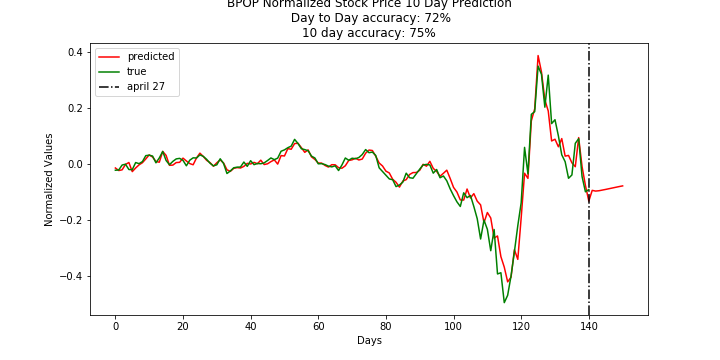 BPOP Normalized Stock Price 10 Day Prediction
Day to Day accuracy: 72%
10 day accuracy: 75%
predicted
true
april 27
Normalized Values
0.4
0.2
0.0
−0.2
−0.4
0 20 40 60 80 100 120 140
Days